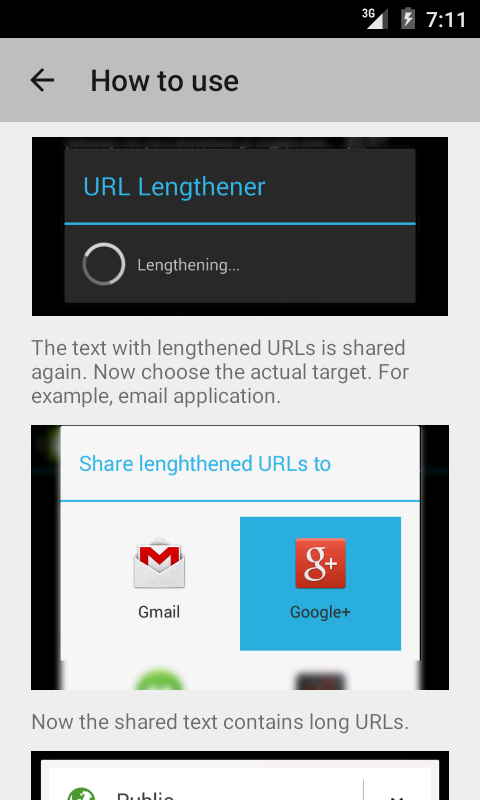 3G 7:11
How to use
URL Lengthener
Lengthening...
The text with lengthened URLs is shared
again. Now choose the actual target. For
example, email application.
Share lenghthened URLs to
Gmail Google+
Now the shared text contains long URLs.
Public